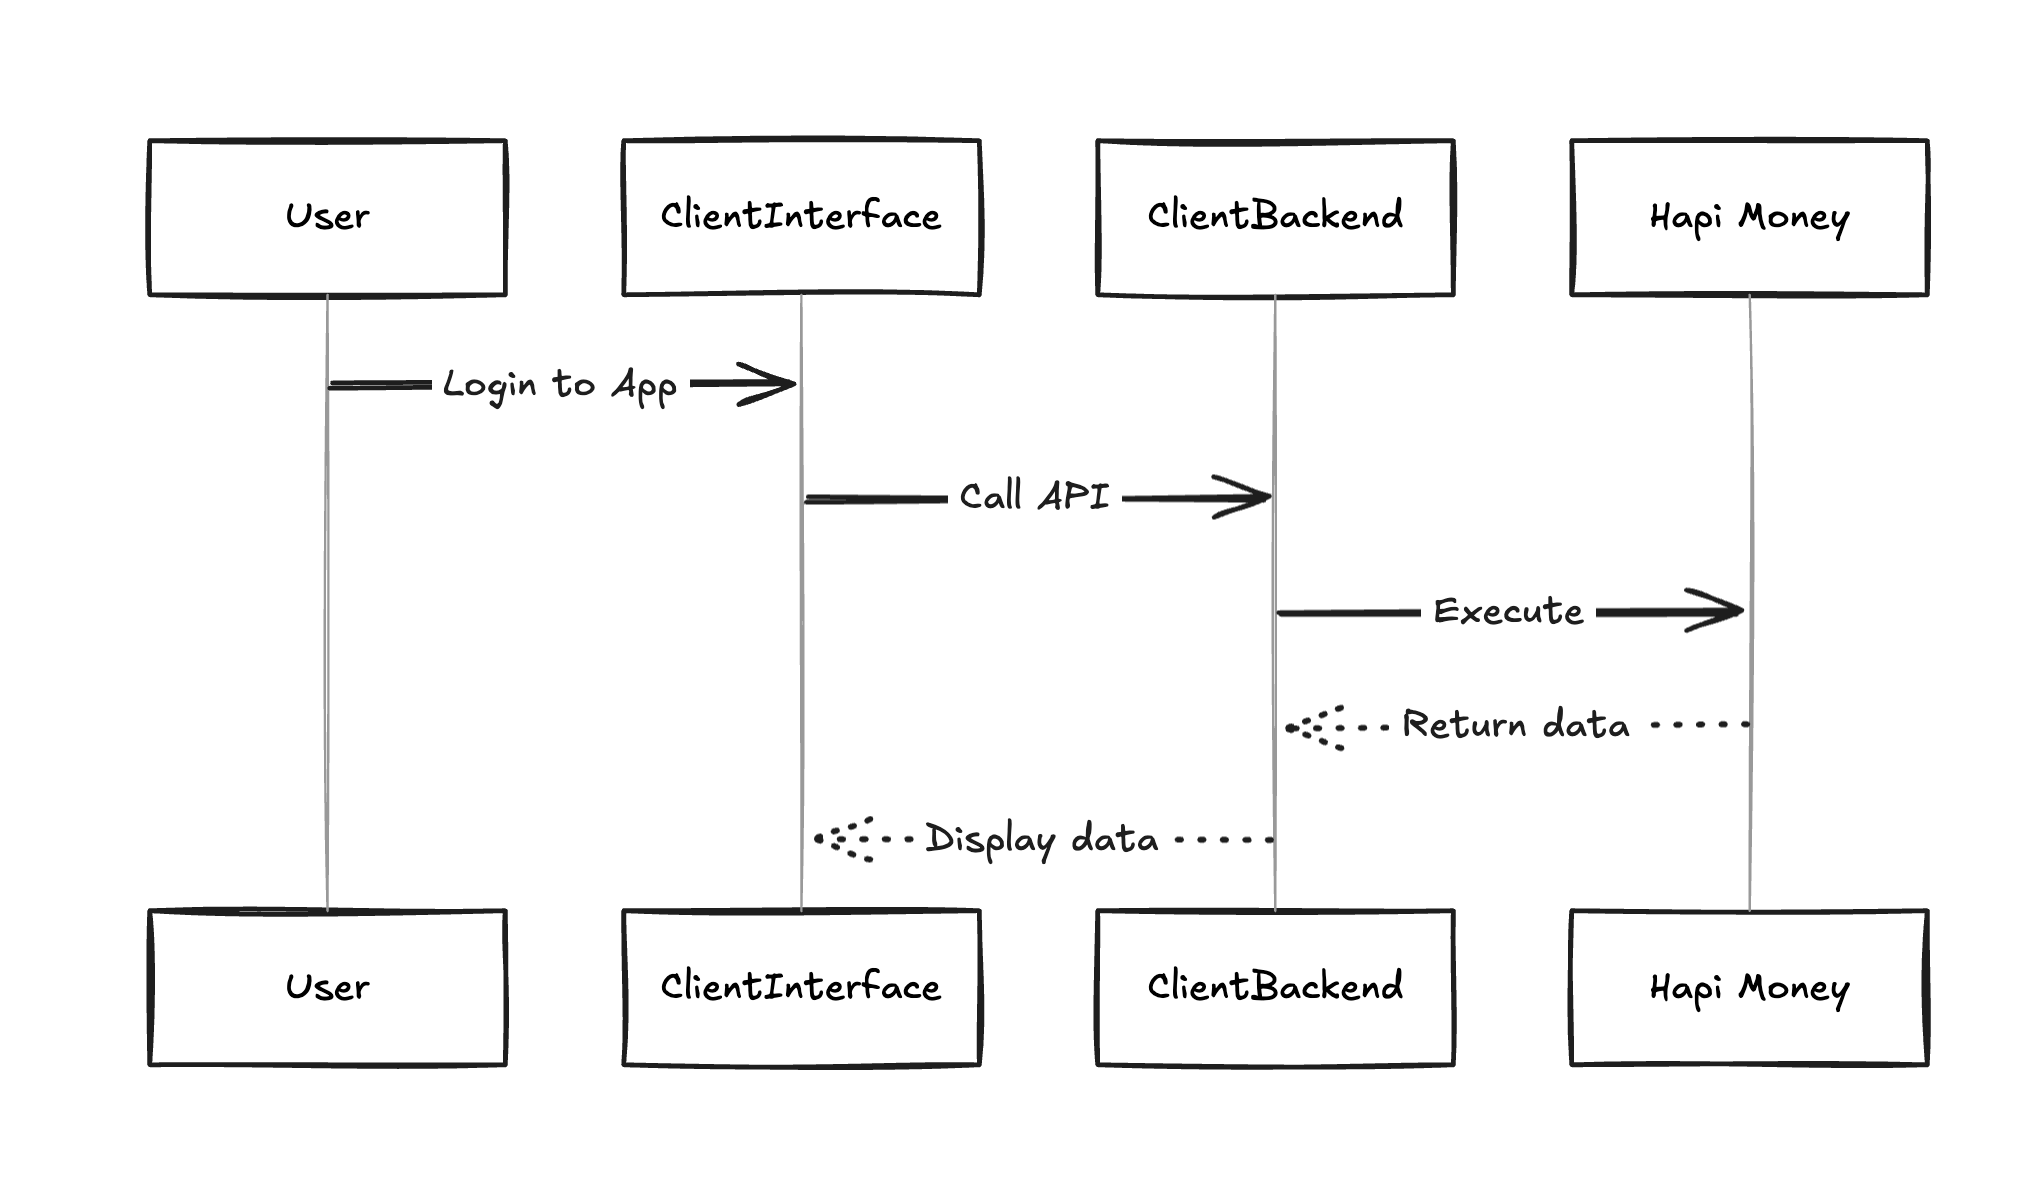 User
ClientInterface
ClientBackend
Hapi Money
Login to App
Call API
Execute
Return data
Display data
User
ClientInterface
ClientBackend
Hapi Money